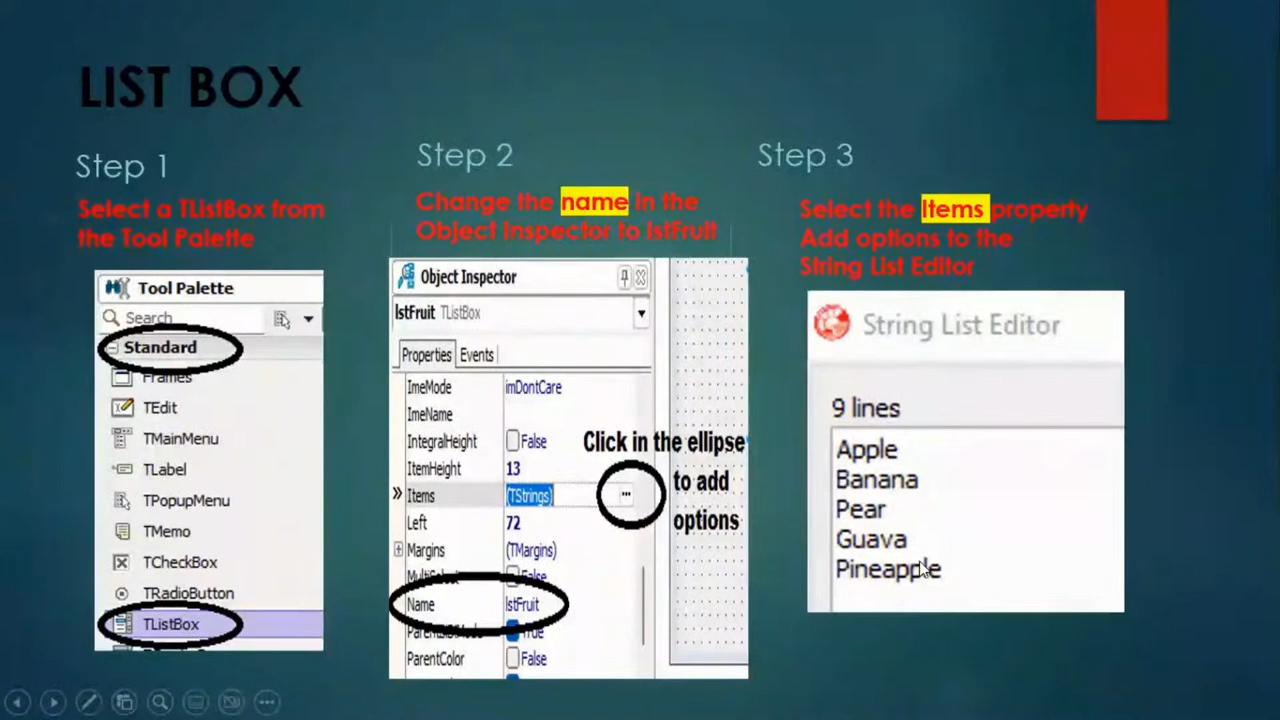 LIST BOX
Step 1
Select a TListBox from
the Tool Palette
Tool Palette
Search
Standard
Frames
TEdit
TMainMenu
TLabel
TPopupMenu
TMemo
TCheckBox
TRadioButton
TListBox
Step 2
Change the name in the
Object Inspector to lstFruit
Object Inspector
lstFruit TListBox
Properties Events
ImeMode imDontCare
ImeName
IntegralHeight False
ItemHeight 13
Items (TStrings) ...
Left 72
Margins (TMargins)
MultiSelect False
Name lstFruit
True
ParentColor False
Click in the ellipse
to add
options
Step 3
Select the Items property
Add options to the
String List Editor
String List Editor
9 lines
Apple
Banana
Pear
Guava
Pineapple